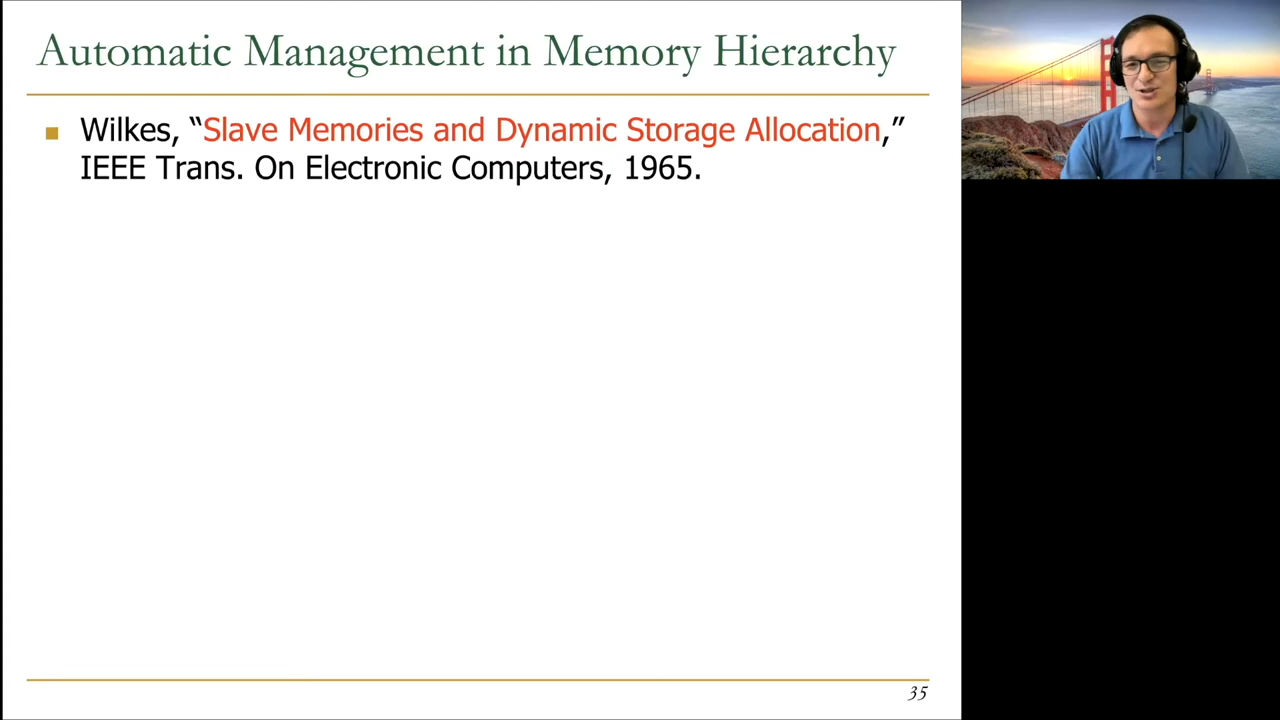 Automatic Management in Memory Hierarchy
Wilkes, “Slave Memories and Dynamic Storage Allocation,”
IEEE Trans. On Electronic Computers, 1965.
35